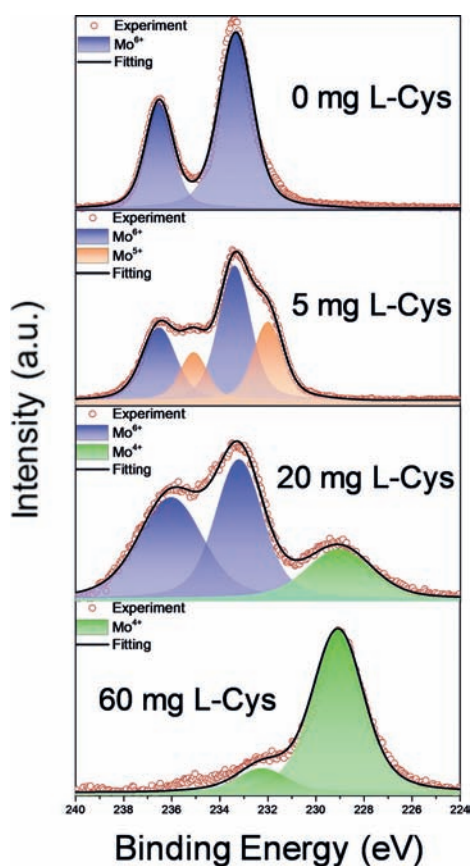 Experiment
Mo6+
Fitting
0 mg L-Cys
Experiment
Mo6+
Mo5+
Fitting
5 mg L-Cys
Experiment
Mo6+
Mo4+
Fitting
20 mg L-Cys
Experiment
Mo4+
Fitting
60 mg L-Cys
Intensity (a.u.)
240 238 236 234 232 230 228 226 224
Binding Energy (eV)